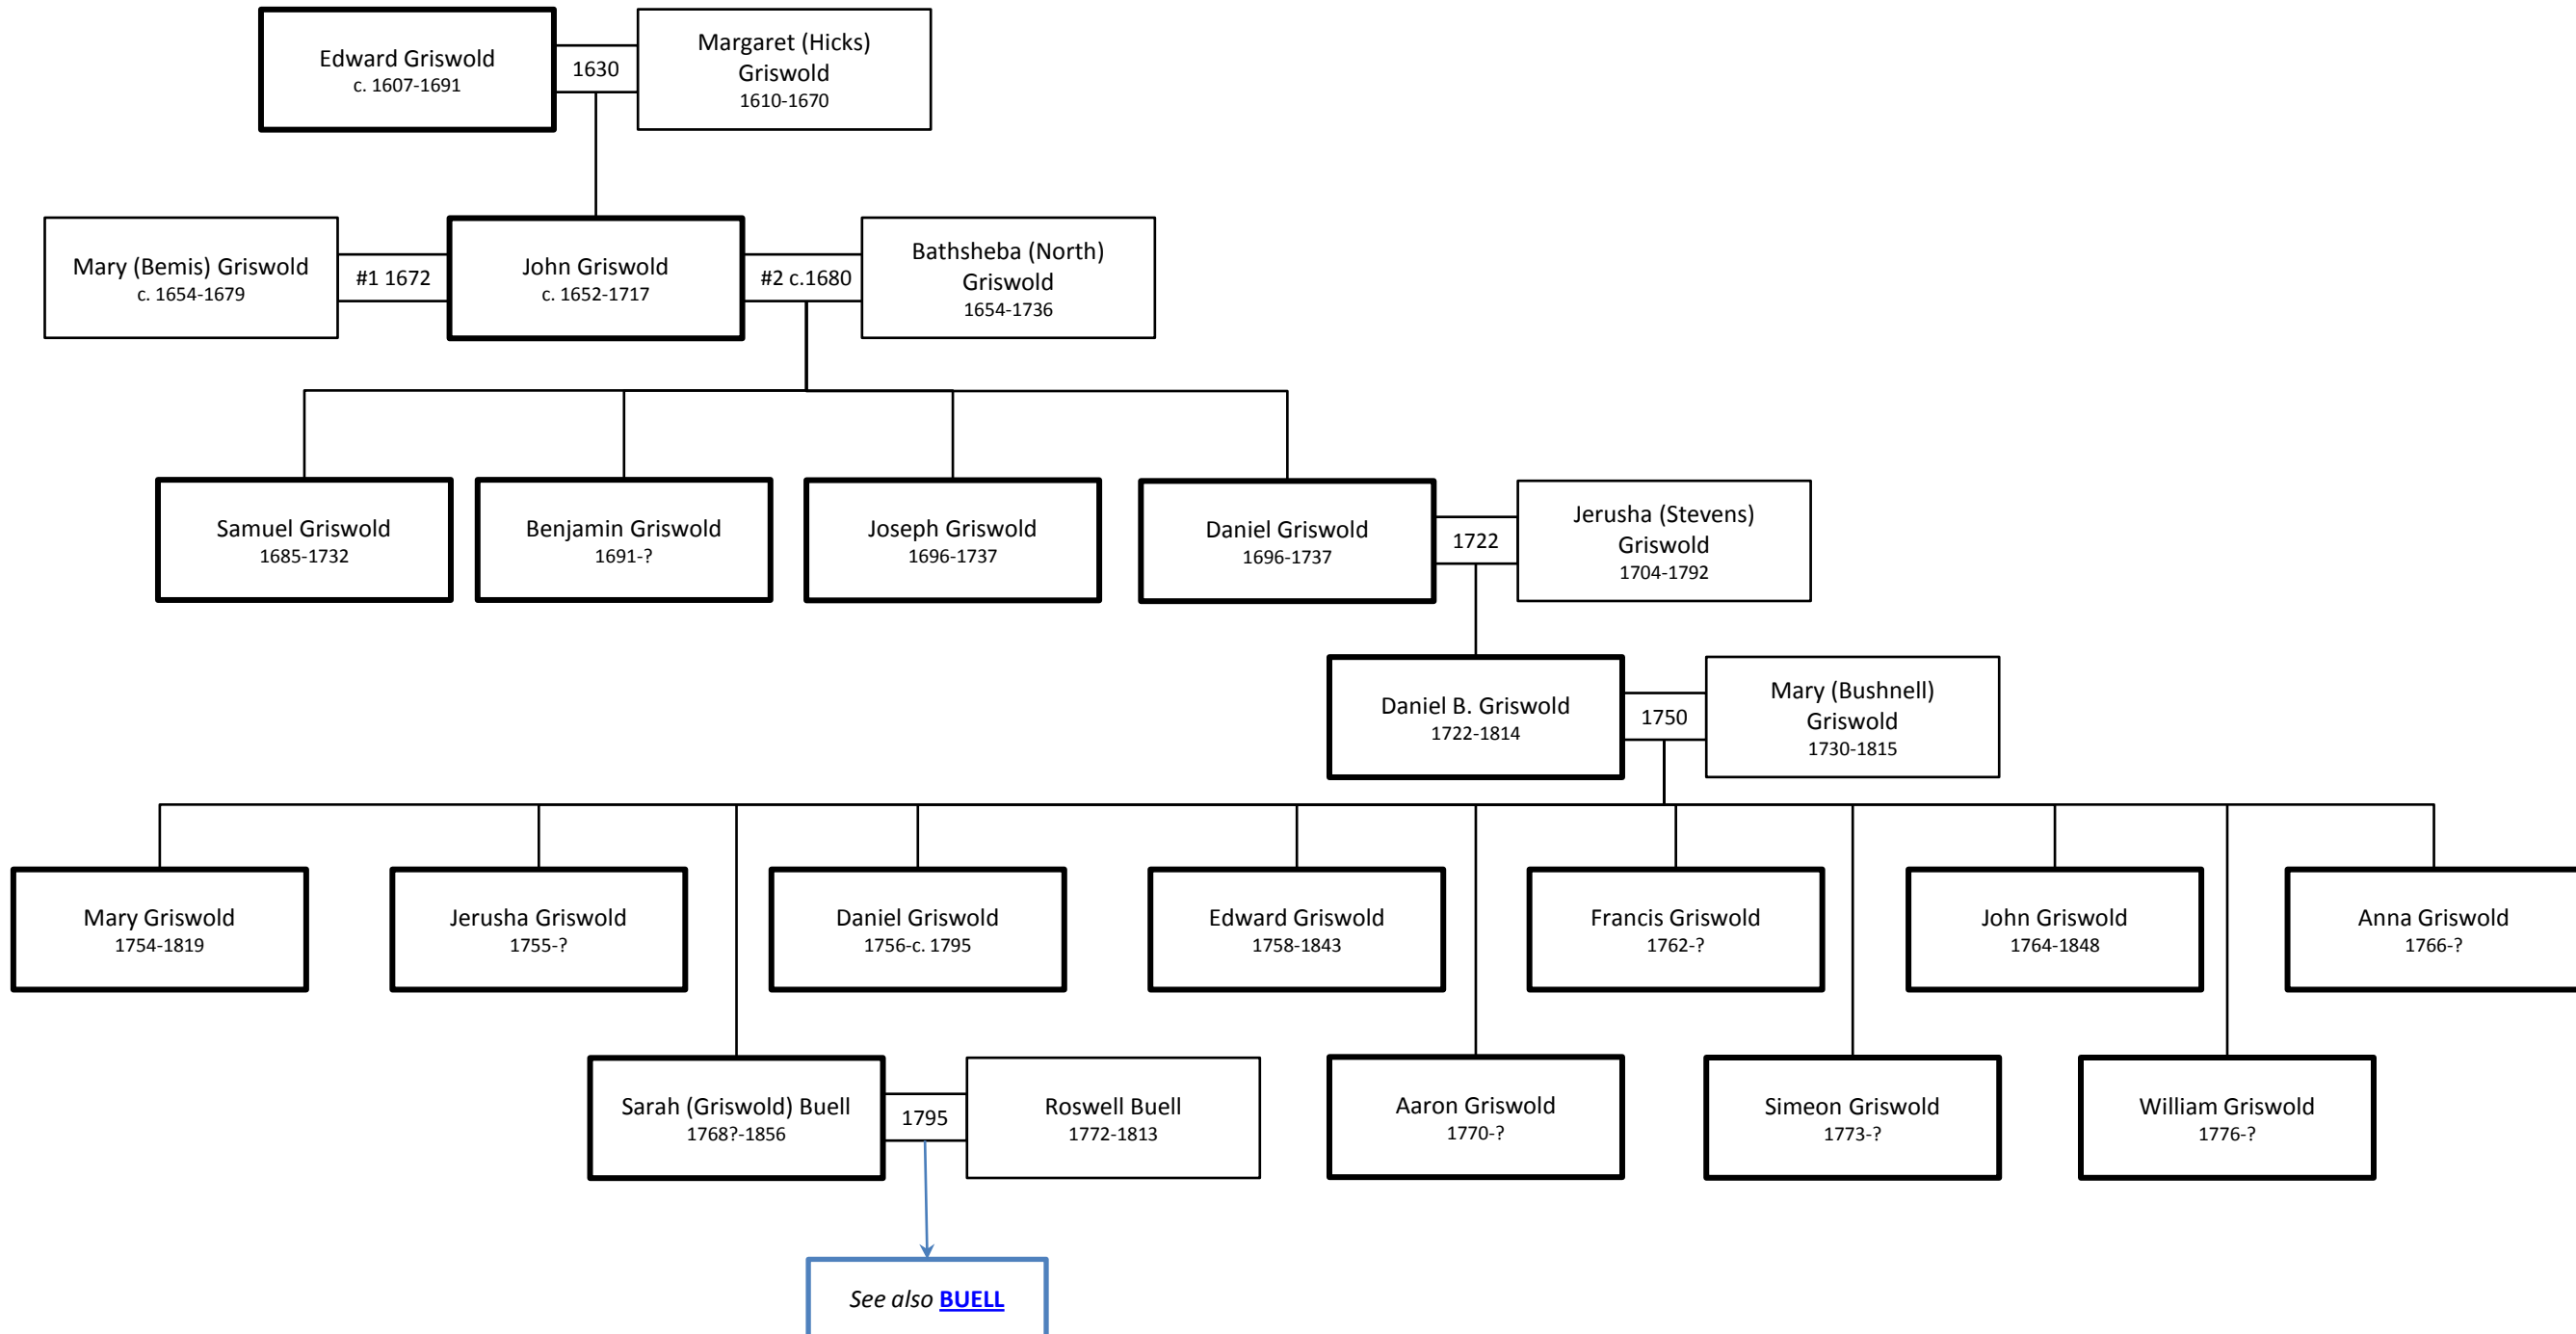 Edward Griswold
c. 1607-1691
1630
Margaret (Hicks)
Griswold
1610-1670
Mary (Bemis) Griswold
c. 1654-1679
#1 1672
John Griswold
c. 1652-1717
#2 c.1680
Bathsheba (North)
Griswold
1654-1736
Samuel Griswold
1685-1732
Benjamin Griswold
1691-?
Joseph Griswold
1696-1737
Daniel Griswold
1696-1737
1722
Jerusha (Stevens)
Griswold
1704-1792
Daniel B. Griswold
1722-1814
1750
Mary (Bushnell)
Griswold
1730-1815
Mary Griswold
1754-1819
Jerusha Griswold
1755-?
Daniel Griswold
1756-c. 1795
Edward Griswold
1758-1843
Francis Griswold
1762-?
John Griswold
1764-1848
Anna Griswold
1766-?
Sarah (Griswold) Buell
1768?-1856
1795
Roswell Buell
1772-1813
Aaron Griswold
1770-?
Simeon Griswold
1773-?
William Griswold
1776-?
See also BUELL